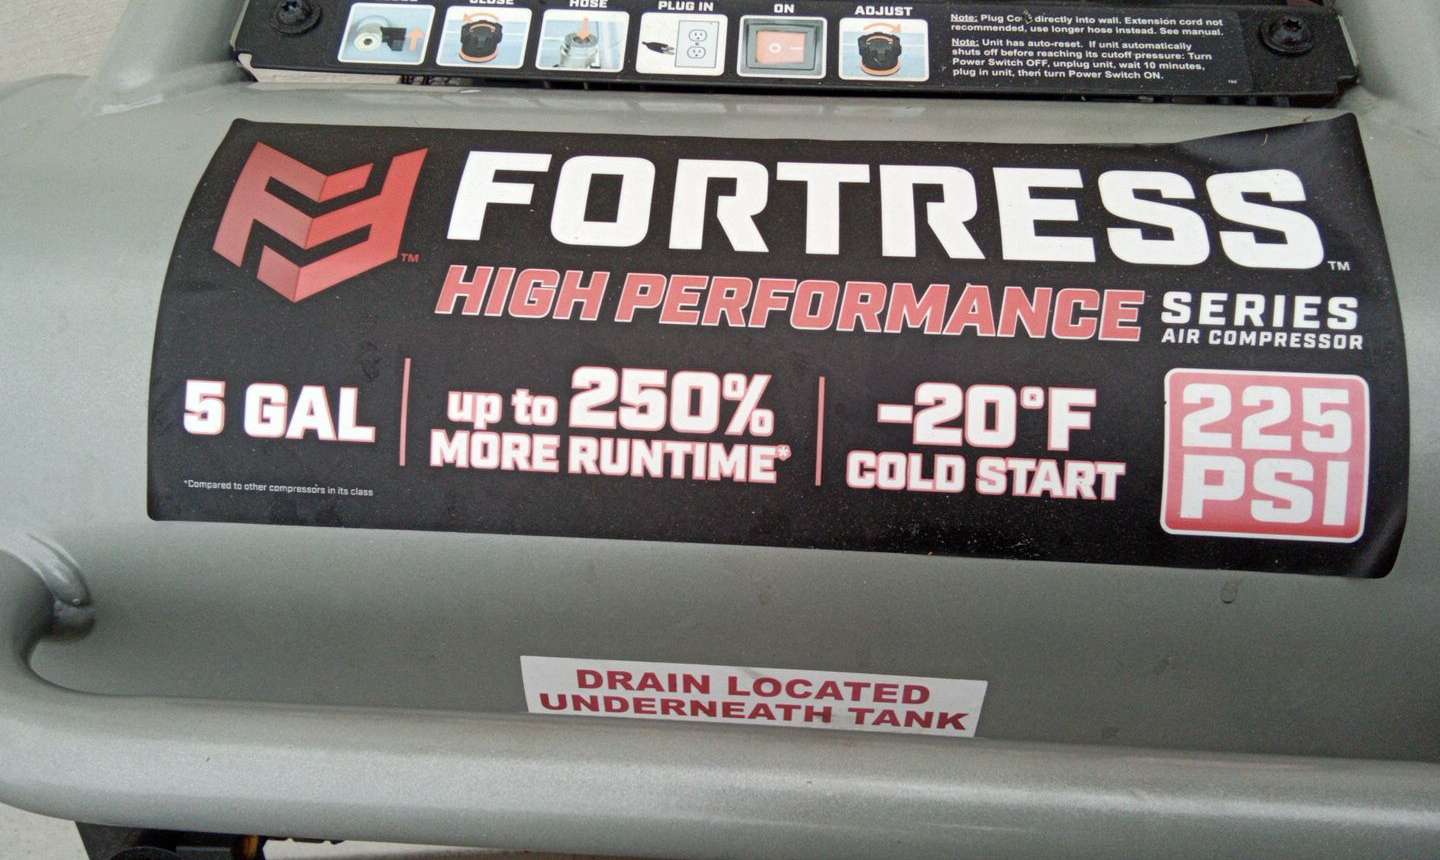 CLOSE
HOSE
PLUG IN
ON
ADJUST
Note: Plug Cord directly into wall. Extension cord not
recommended, use longer hose instead. See manual.
Note: Unit has auto-reset. If unit automatically
shuts off before reaching its cutoff pressure: Turn
Power Switch OFF, unplug unit, wait 10 minutes,
plug in unit, then turn Power Switch ON.
FORTRESS™
™
HIGH PERFORMANCE SERIES
AIR COMPRESSOR
5 GAL
up to 250%
MORE RUNTIME*
-20°F
COLD START
225
PSI
*Compared to other compressors in its class
DRAIN LOCATED
UNDERNEATH TANK